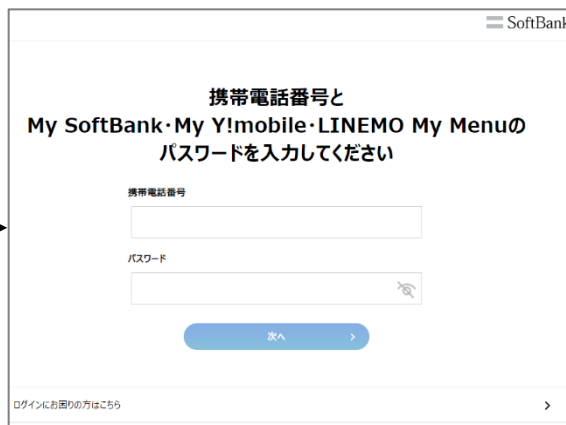 SoftBank
携帯電話番号と
My SoftBank・My Y!mobile・LINEMO My Menuの
パスワードを入力してください
携帯電話番号
パスワード
次へ
ログインにお困りの方はこちら